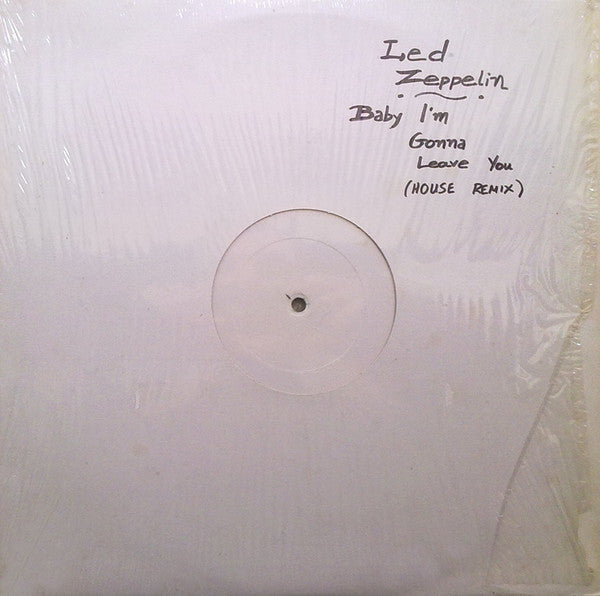 Led
Zeppelin
Baby I'm
Gonna
Leave You
(HOUSE REMIX)